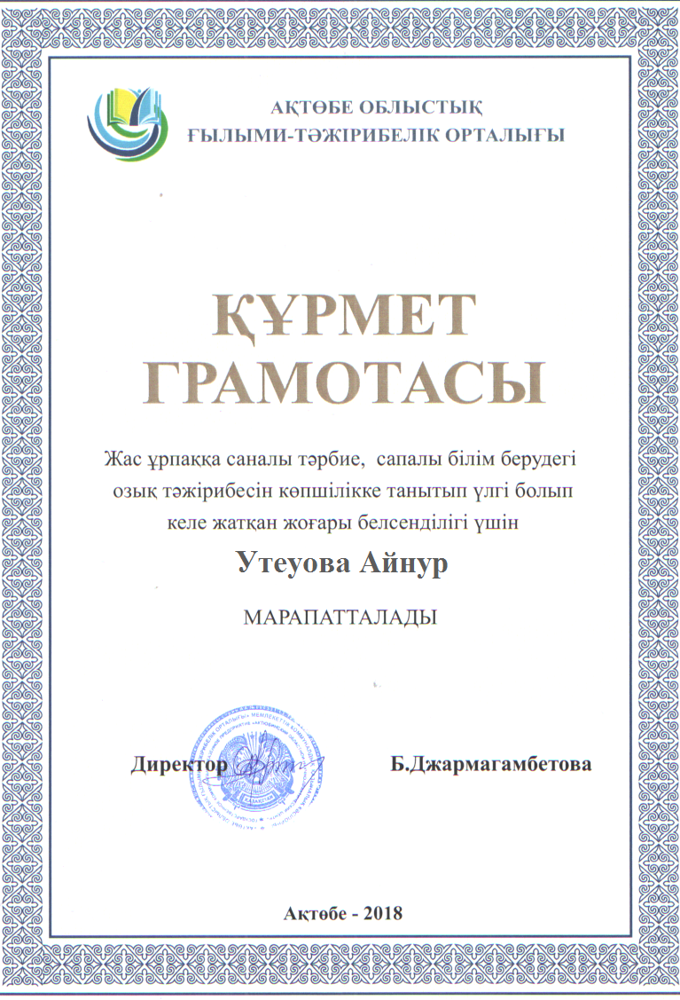 АҚТӨБЕ ОБЛЫСТЫҚ
ҒЫЛЫМИ-ТӘЖІРИБЕЛІК ОРТАЛЫҒЫ
ҚҰРМЕТ
ГРАМОТАСЫ
Жас ұрпаққа саналы тәрбие, сапалы білім берудегі
озық тәжірибесін көпшілікке танытып үлгі болып
келе жатқан жоғары белсенділігі үшін
Утеуова Айнур
МАРАПАТТАЛАДЫ
Директор
Б.Джармагамбетова
ҚАЗАҚСТАН
Ақтөбе - 2018